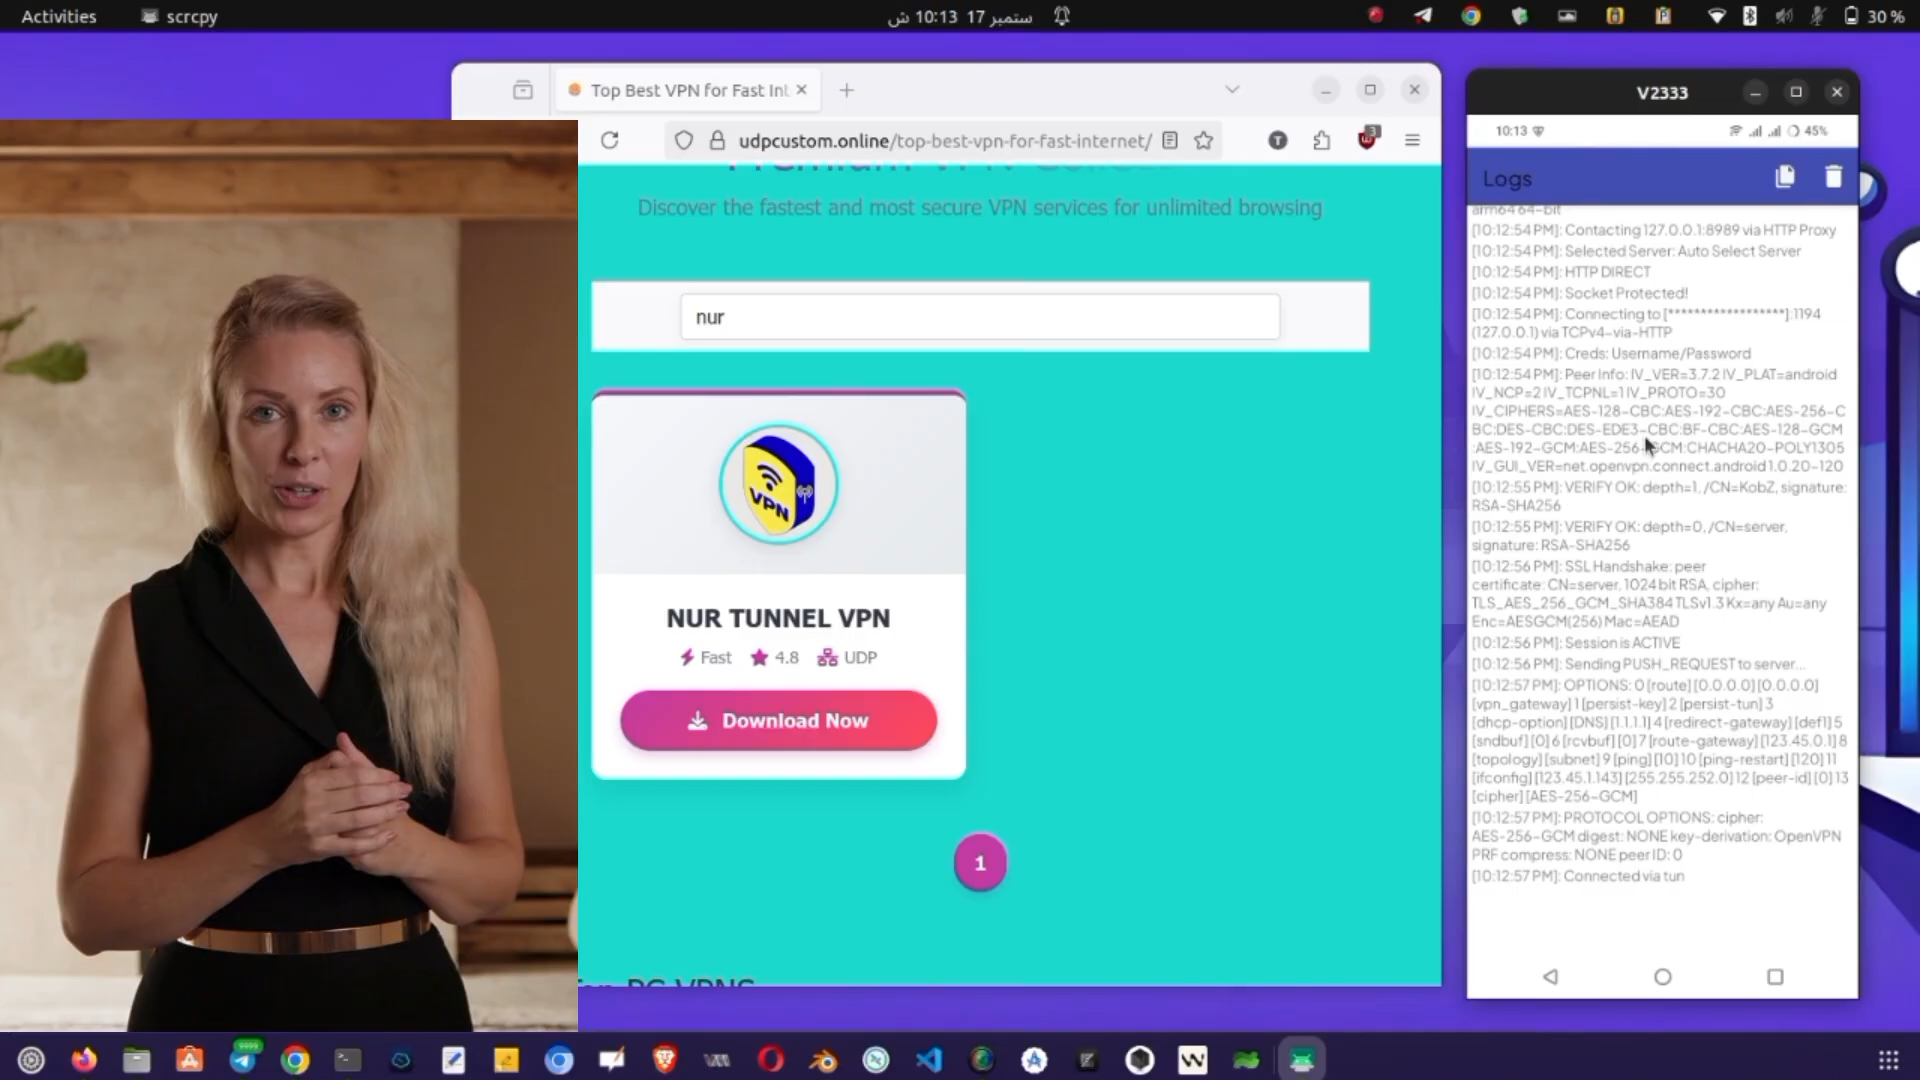 Activities
scrcpy
ستمبر 17 10:13 ش
30 %
Top Best VPN for Fast Int
udpcustom.online/top-best-vpn-for-fast-internet/
3
Discover the fastest and most secure VPN services for unlimited browsing
nur
VPN
NUR TUNNEL VPN
Fast 4.8 UDP
Download Now
1
V2333
10:13 45%
Logs
arm64 64-bit
[10:12:54 PM]: Contacting 127.0.0.1:8989 via HTTP Proxy
[10:12:54 PM]: Selected Server: Auto Select Server
[10:12:54 PM]: HTTP DIRECT
[10:12:54 PM]: Socket Protected!
[10:12:54 PM]: Connecting to [******************]:1194
(127.0.0.1) via TCPv4-via-HTTP
[10:12:54 PM]: Creds: Username/Password
[10:12:54 PM]: Peer Info: IV_VER=3.7.2 IV_PLAT=android
IV_NCP=2 IV_TCPNL=1 IV_PROTO=30
IV_CIPHERS=AES-128-CBC:AES-192-CBC:AES-256-C
BC:DES-CBC:DES-EDE3-CBC:BF-CBC:AES-128-GCM
:AES-192-GCM:AES-256-GCM:CHACHA20-POLY1305
IV_GUI_VER=net.openvpn.connect.android 1.0.20-120
[10:12:55 PM]: VERIFY OK: depth=1, /CN=KobZ, signature:
RSA-SHA256
[10:12:55 PM]: VERIFY OK: depth=0, /CN=server,
signature: RSA-SHA256
[10:12:56 PM]: SSL Handshake: peer
certificate: CN=server, 1024 bit RSA, cipher:
TLS_AES_256_GCM_SHA384 TLSv1.3 Kx=any Au=any
Enc=AESGCM(256) Mac=AEAD
[10:12:56 PM]: Session is ACTIVE
[10:12:56 PM]: Sending PUSH_REQUEST to server...
[10:12:57 PM]: OPTIONS: 0 [route] [0.0.0.0] [0.0.0.0]
[vpn_gateway] 1 [persist-key] 2 [persist-tun] 3
[dhcp-option] [DNS] [1.1.1.1] 4 [redirect-gateway] [def1] 5
[sndbuf] [0] 6 [rcvbuf] [0] 7 [route-gateway] [123.45.0.1] 8
[topology] [subnet] 9 [ping] [10] 10 [ping-restart] [120] 11
[ifconfig] [123.45.1.143] [255.255.252.0] 12 [peer-id] [0] 13
[cipher] [AES-256-GCM]
[10:12:57 PM]: PROTOCOL OPTIONS: cipher:
AES-256-GCM digest: NONE key-derivation: OpenVPN
PRF compress: NONE peer ID: 0
[10:12:57 PM]: Connected via tun